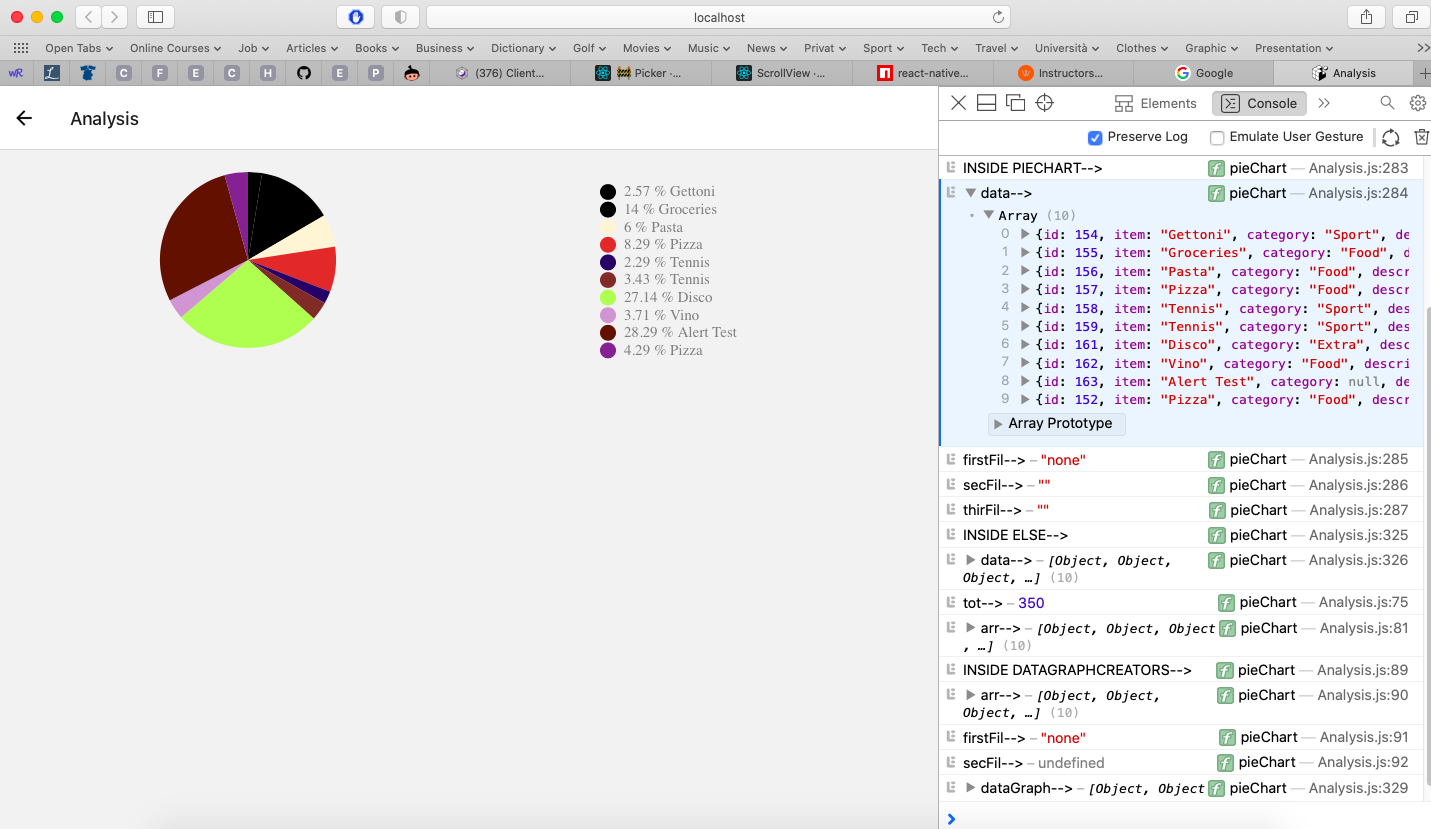 localhost
Open Tabs Online Courses Job Articles Books Business Dictionary Golf Movies Music News Privat Sport Tech Travel Università Clothes Graphic Presentation
wR L C F E C H E P (376) Client... 🚧 Picker ·... ScrollView ·... react-native... Instructors... Google Analysis
Analysis
2.57 % Gettoni
14 % Groceries
6 % Pasta
8.29 % Pizza
2.29 % Tennis
3.43 % Tennis
27.14 % Disco
3.71 % Vino
28.29 % Alert Test
4.29 % Pizza
Elements Console
Preserve Log Emulate User Gesture
INSIDE PIECHART--> f pieChart — Analysis.js:283
data--> f pieChart — Analysis.js:284
Array (10)
0 {id: 154, item: "Gettoni", category: "Sport", de
1 {id: 155, item: "Groceries", category: "Food", d
2 {id: 156, item: "Pasta", category: "Food", descr
3 {id: 157, item: "Pizza", category: "Food", descr
4 {id: 158, item: "Tennis", category: "Sport", des
5 {id: 159, item: "Tennis", category: "Sport", des
6 {id: 161, item: "Disco", category: "Extra", desc
7 {id: 162, item: "Vino", category: "Food", descri
8 {id: 163, item: "Alert Test", category: null, de
9 {id: 152, item: "Pizza", category: "Food", descr
Array Prototype
firstFil--> – "none" f pieChart — Analysis.js:285
secFil--> – "" f pieChart — Analysis.js:286
thirFil--> – "" f pieChart — Analysis.js:287
INSIDE ELSE--> f pieChart — Analysis.js:325
data--> – [Object, Object, f pieChart — Analysis.js:326
Object, …] (10)
tot--> – 350 f pieChart — Analysis.js:75
arr--> – [Object, Object, Object f pieChart — Analysis.js:81
, …] (10)
INSIDE DATAGRAPHCREATORS--> f pieChart — Analysis.js:89
arr--> – [Object, Object, f pieChart — Analysis.js:90
Object, …] (10)
firstFil--> – "none" f pieChart — Analysis.js:91
secFil--> – undefined f pieChart — Analysis.js:92
dataGraph--> – [Object, Object f pieChart — Analysis.js:329